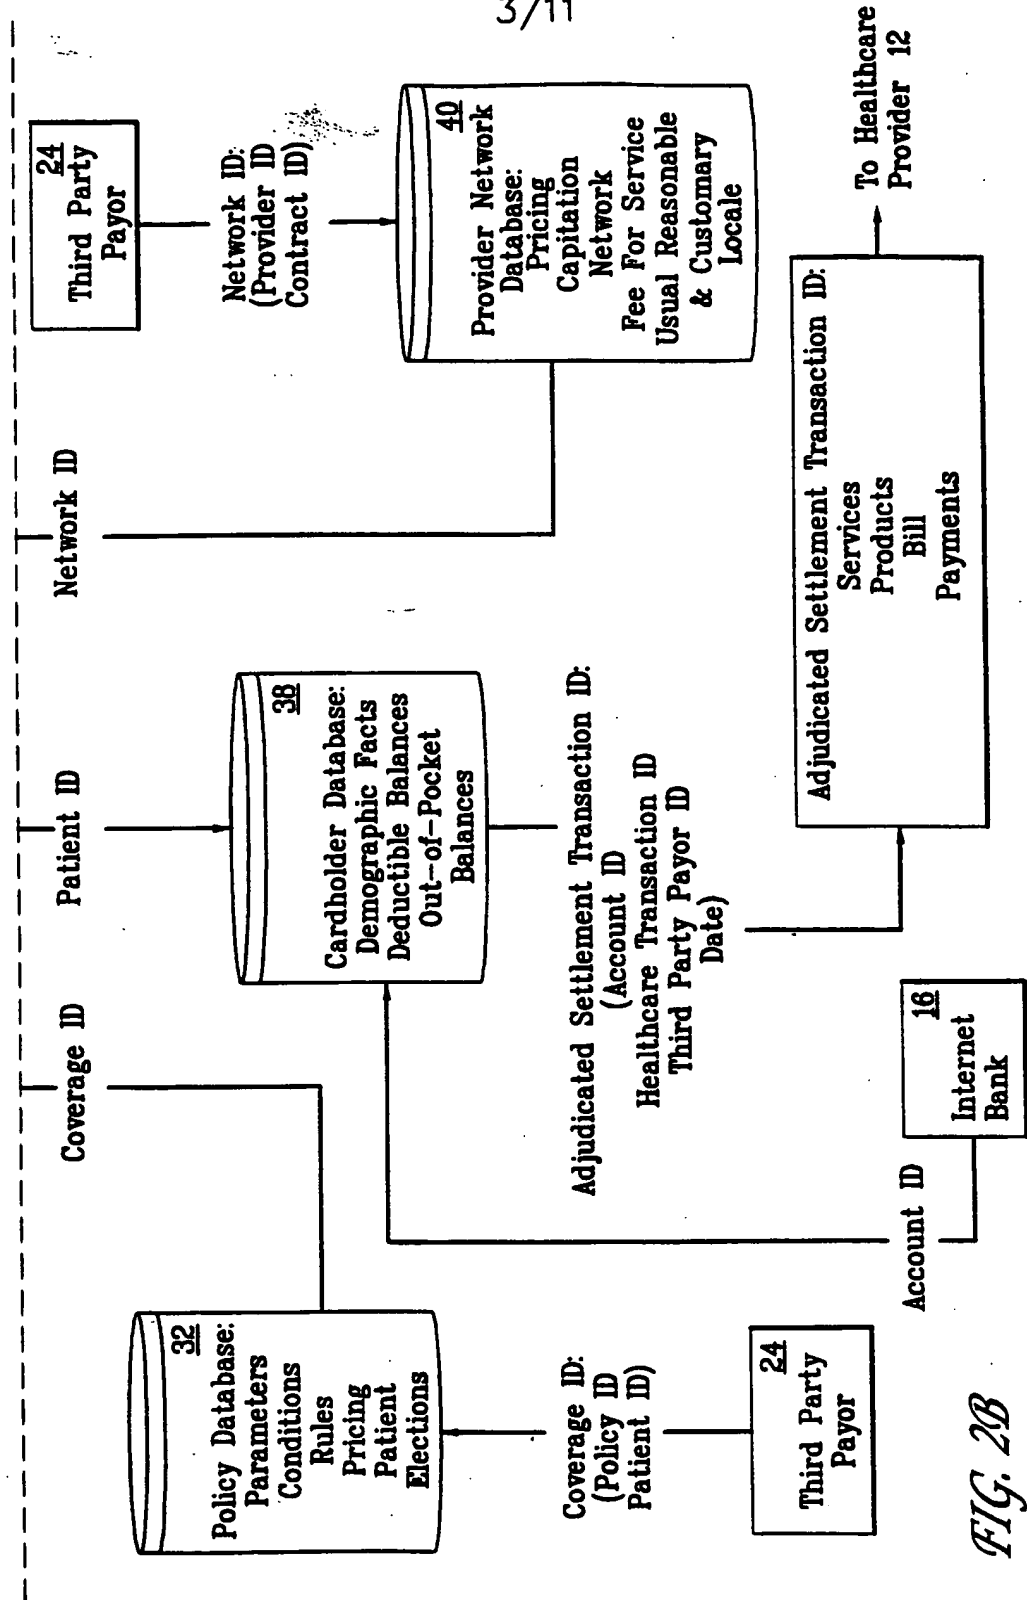 3/11
Coverage ID
Patient ID
Network ID
32
Policy Database:
Parameters
Conditions
Rules
Pricing
Patient
Elections
Coverage ID:
(Policy ID
Patient ID)
24
Third Party
Payor
38
Cardholder Database:
Demographic Facts
Deductible Balances
Out-of-Pocket
Balances
Adjudicated Settlement Transaction ID:
(Account ID
Healthcare Transaction ID
Third Party Payor ID
Date)
Account ID
16
Internet
Bank
24
Third Party
Payor
Network ID:
(Provider ID
Contract ID)
40
Provider Network
Database:
Pricing
Capitation
Network
Fee For Service
Usual Reasonable
& Customary
Locale
Adjudicated Settlement Transaction ID:
Services
Products
Bill
Payments
To Healthcare
Provider 12
FIG. 2B